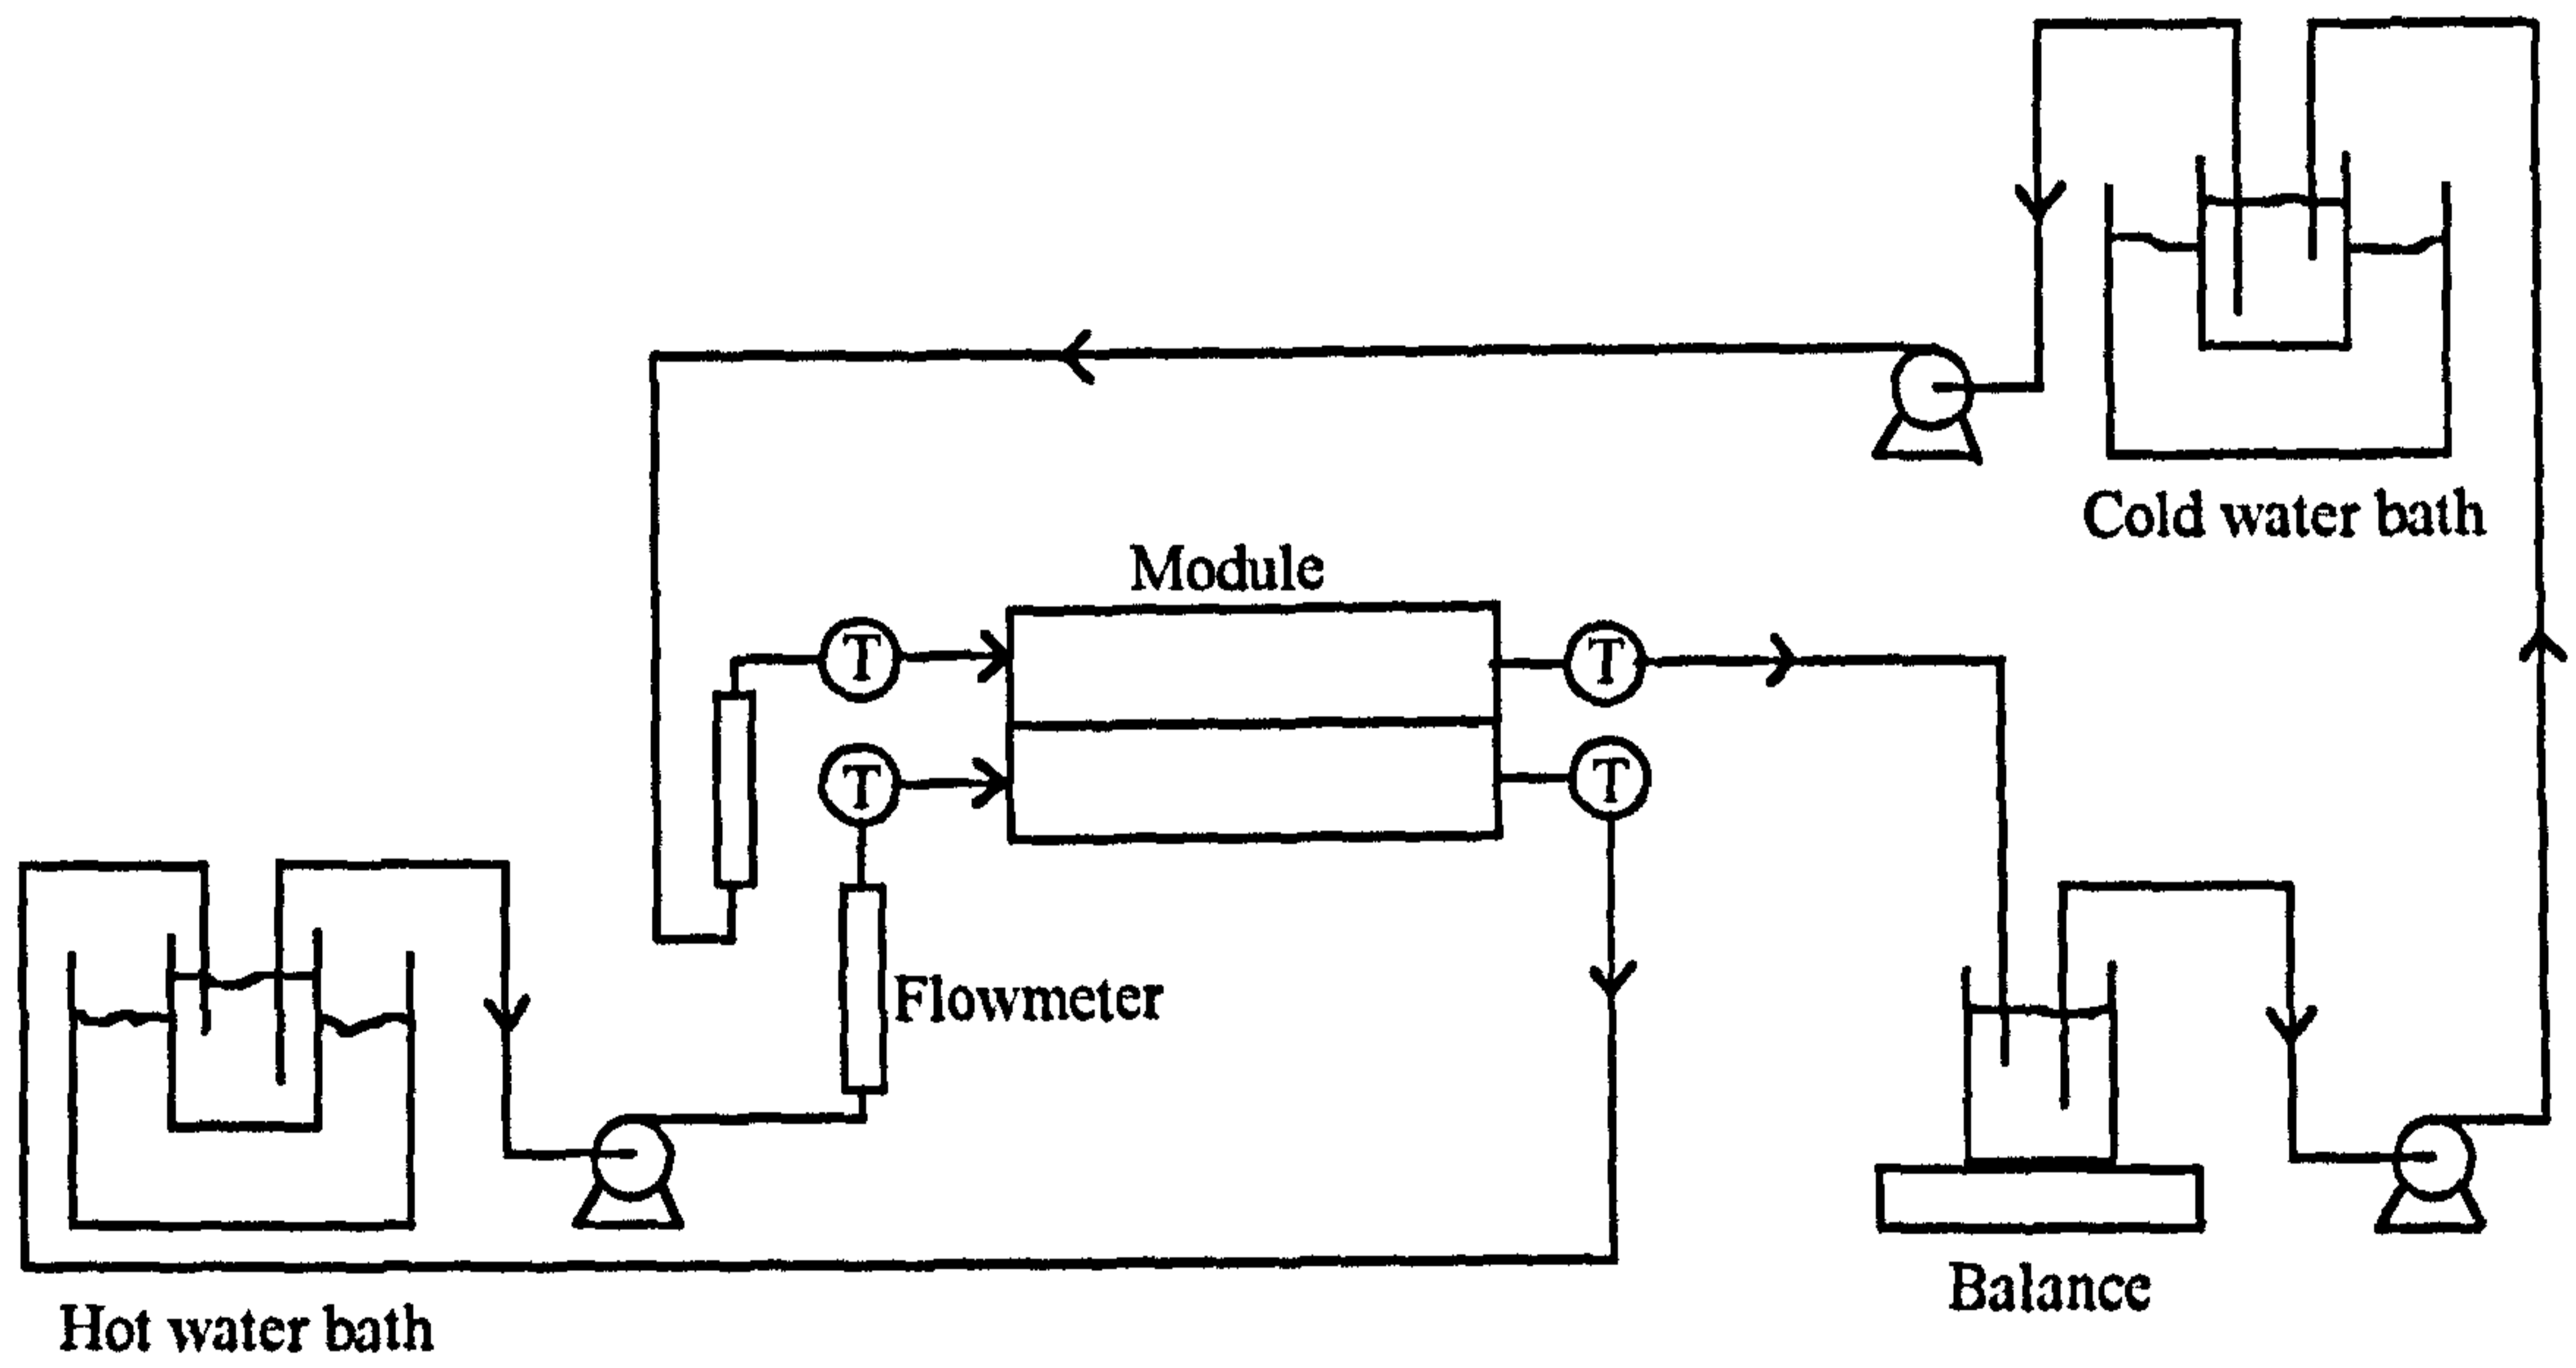 Cold water bath
Module
T
T
T
T
Flowmeter
Balance
Hot water bath